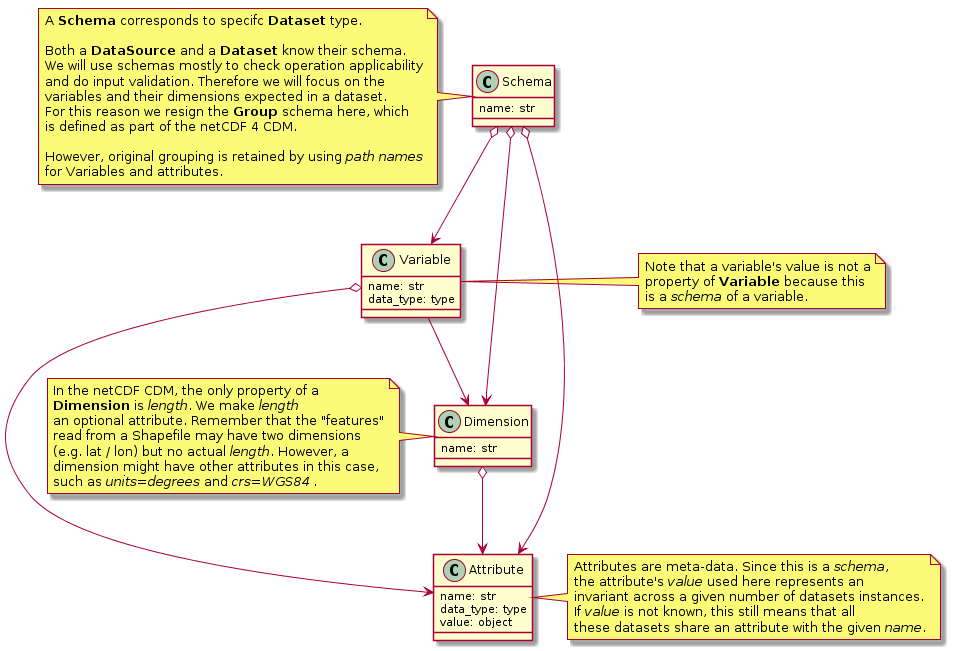 A Schema corresponds to specifc Dataset type.
Both a DataSource and a Dataset know their schema.
We will use schemas mostly to check operation applicability
and do input validation. Therefore we will focus on the
variables and their dimensions expected in a dataset.
For this reason we resign the Group schema here, which
is defined as part of the netCDF 4 CDM.
However, original grouping is retained by using path names
for Variables and attributes.
C Schema
name: str
C Variable
name: str
data_type: type
Note that a variable's value is not a
property of Variable because this
is a schema of a variable.
In the netCDF CDM, the only property of a
Dimension is length. We make length
an optional attribute. Remember that the "features"
read from a Shapefile may have two dimensions
(e.g. lat / lon) but no actual length. However, a
dimension might have other attributes in this case,
such as units=degrees and crs=WGS84 .
C Dimension
name: str
C Attribute
name: str
data_type: type
value: object
Attributes are meta-data. Since this is a schema,
the attribute's value used here represents an
invariant across a given number of datasets instances.
If value is not known, this still means that all
these datasets share an attribute with the given name.